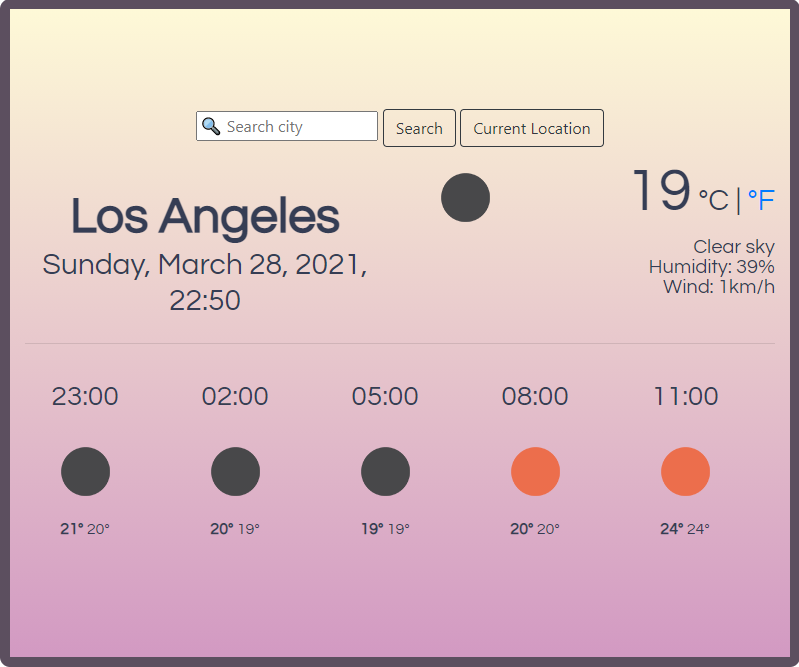 Search city
Search
Current Location
Los Angeles
Sunday, March 28, 2021,
22:50
19 °C | °F
Clear sky
Humidity: 39%
Wind: 1km/h
23:00 02:00 05:00 08:00 11:00
21° 20° 20° 19° 19° 19° 20° 20° 24° 24°